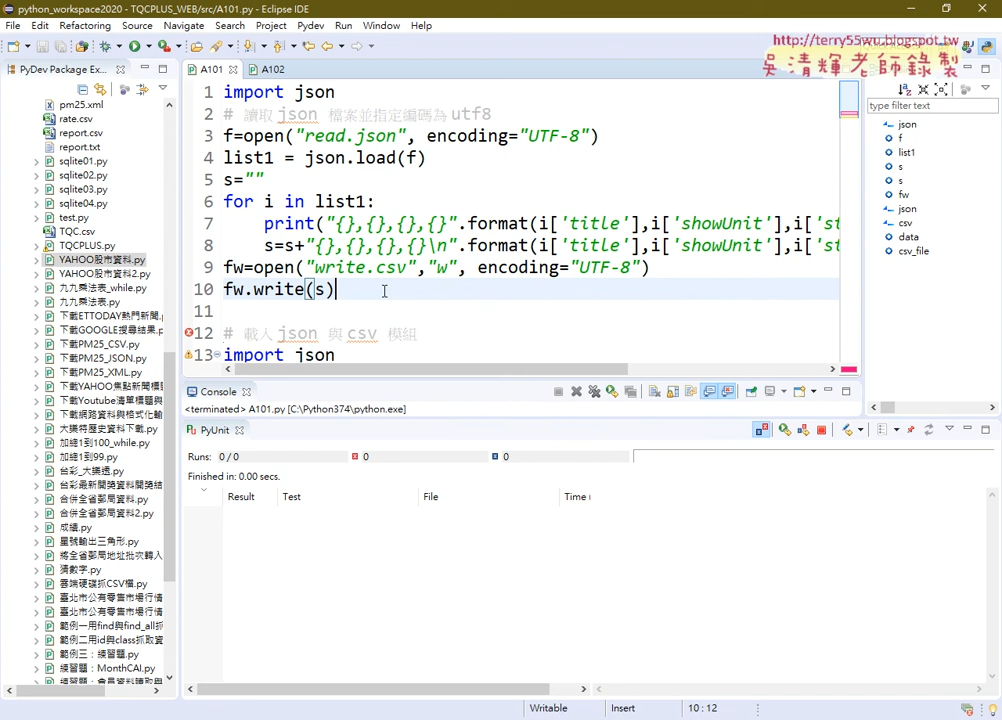 python_workspace2020 - TQCPLUS_WEB/src/A101.py - Eclipse IDE
File Edit Refactoring Source Navigate Search Project Pydev Run Window Help
http://terry55wu.blogspot.tw
吳清輝老師錄製
PyDev Package Ex...
A101
A102
pm25.xml
rate.csv
report.csv
report.txt
sqlite01.py
sqlite02.py
sqlite03.py
sqlite04.py
test.py
TQC.csv
TQCPLUS.py
YAHOO股市資料.py
YAHOO股市資料2.py
九九乘法表_while.py
九九乘法表.py
下載ETTODAY熱門新聞.
下載GOOGLE搜尋結果.
下載PM25_CSV.py
下載PM25_JSON.py
下載PM25_XML.py
下載YAHOO焦點新聞標題
下載Youtube清單標題與
下載網路資料與格式化輸
大樂特歷史資料下載.py
加總1到100_while.py
加總1到99.py
台彩_大樂透.py
台彩最新開獎資料開獎結
合併全省郵局資料.py
合併全省郵局資料2.py
成績.py
星號輸出三角形.py
將全省郵局地址批次轉入
猜數字.py
雲端硬碟抓CSV檔.py
臺北市公有零售市場行情
臺北市公有零售市場行情
範例一用find與find_all抓
範例二用id與class抓取資
範例三：練習題.py
練習題：MonthCAI.py
1 import json
2 # 讀取 json 檔案並指定編碼為 utf8
3 f=open("read.json", encoding="UTF-8")
4 list1 = json.load(f)
5 s=""
6 for i in list1:
7 print("{},{},{},{}".format(i['title'],i['showUnit'],i['st
8 s=s+"{},{},{},{}\n".format(i['title'],i['showUnit'],i['st
9 fw=open("write.csv","w", encoding="UTF-8")
10 fw.write(s)
11
12 # 載入 json 與 csv 模組
13 import json
type filter text
json
f
list1
s
s
fw
json
csv
data
csv_file
Console
<terminated> A101.py [C:\Python374\python.exe]
PyUnit
Runs: 0 / 0 0 0
Finished in: 0.00 secs.
Result Test File Time
Writable Insert 10 : 12